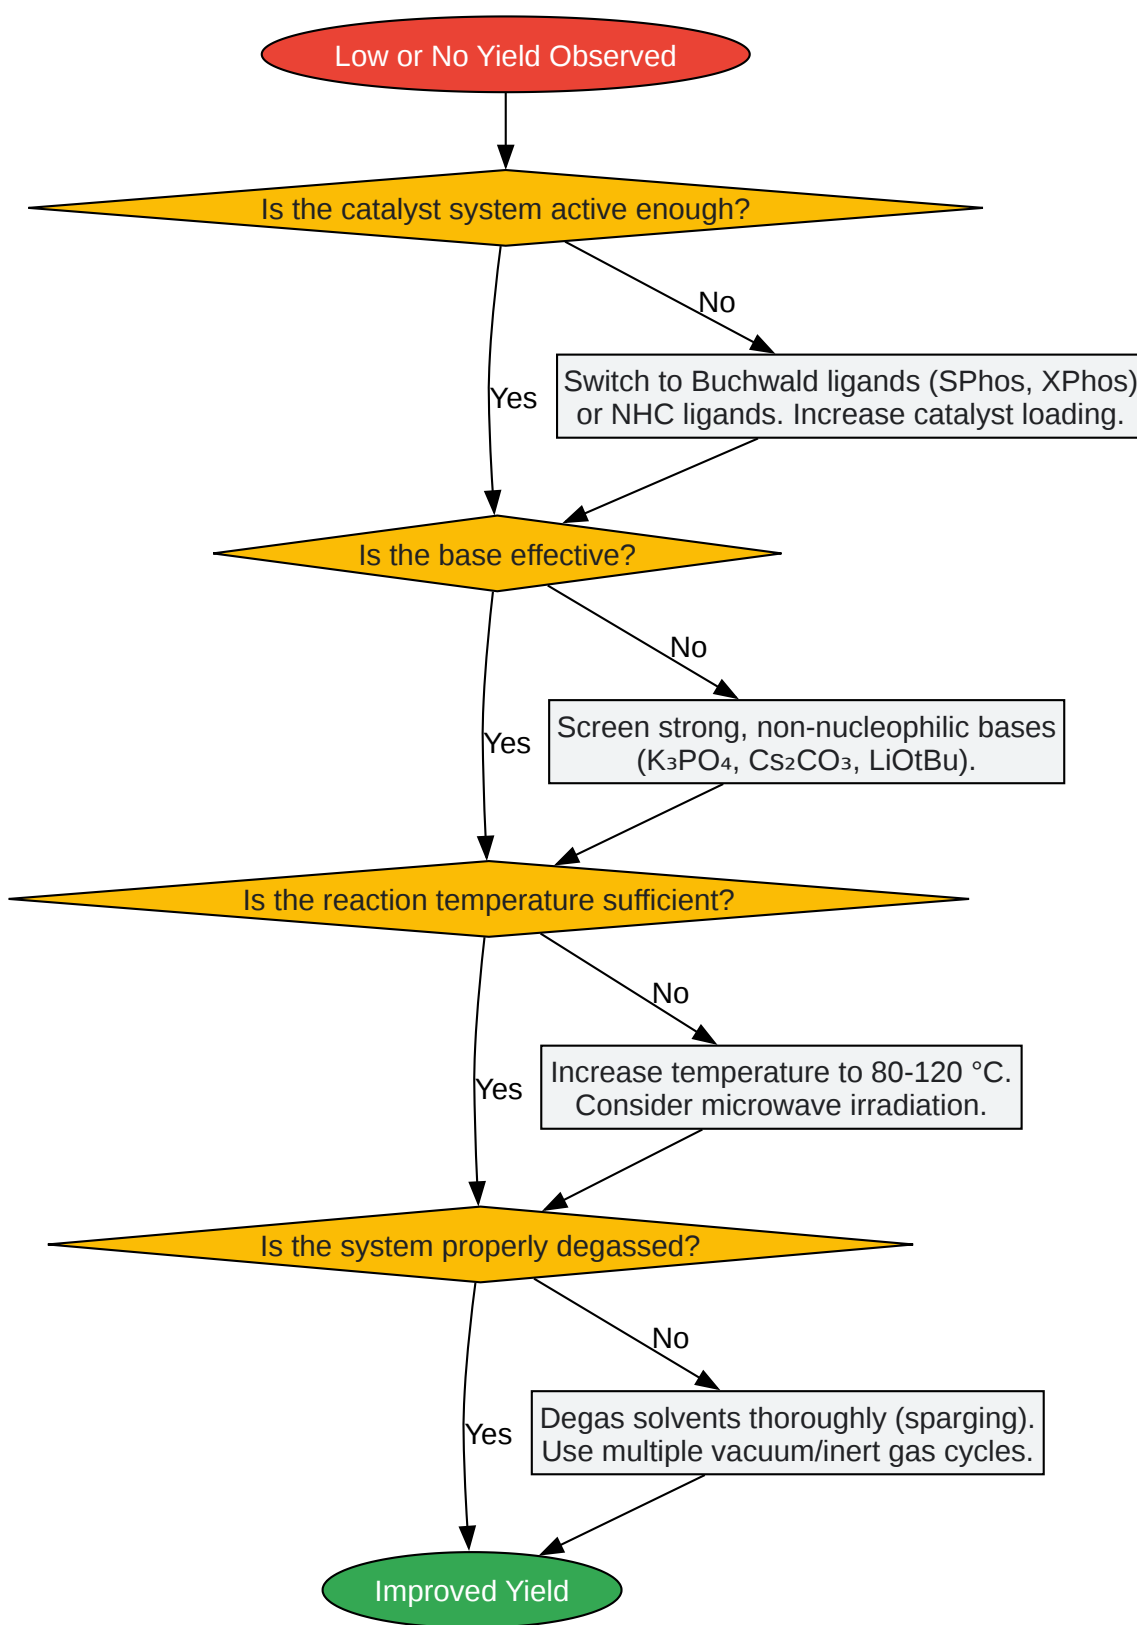 Low or No Yield Observed
Is the catalyst system active enough?
No
Switch to Buchwald ligands (SPhos, XPhos)
or NHC ligands. Increase catalyst loading.
Yes
Is the base effective?
No
Screen strong, non-nucleophilic bases
(K₃PO₄, Cs₂CO₃, LiOtBu).
Yes
Is the reaction temperature sufficient?
No
Increase temperature to 80-120 °C.
Consider microwave irradiation.
Yes
Is the system properly degassed?
No
Degas solvents thoroughly (sparging).
Use multiple vacuum/inert gas cycles.
Yes
Improved Yield